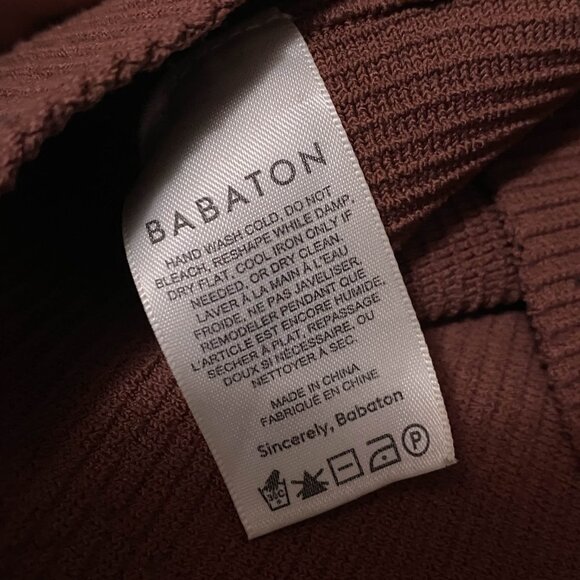 BABATON
HAND WASH COLD, DO NOT
BLEACH, RESHAPE WHILE DAMP,
DRY FLAT. COOL IRON ONLY IF
NEEDED, OR DRY CLEAN.
LAVER À LA MAIN À L'EAU
FROIDE, NE PAS JAVELISER,
REMODELER PENDANT QUE
L'ARTICLE EST ENCORE HUMIDE,
SÉCHER À PLAT, REPASSAGE
DOUX SI NÉCESSAIRE, OU
NETTOYER À SEC.
MADE IN CHINA
FABRIQUÉ EN CHINE
Sincerely, Babaton
30C P